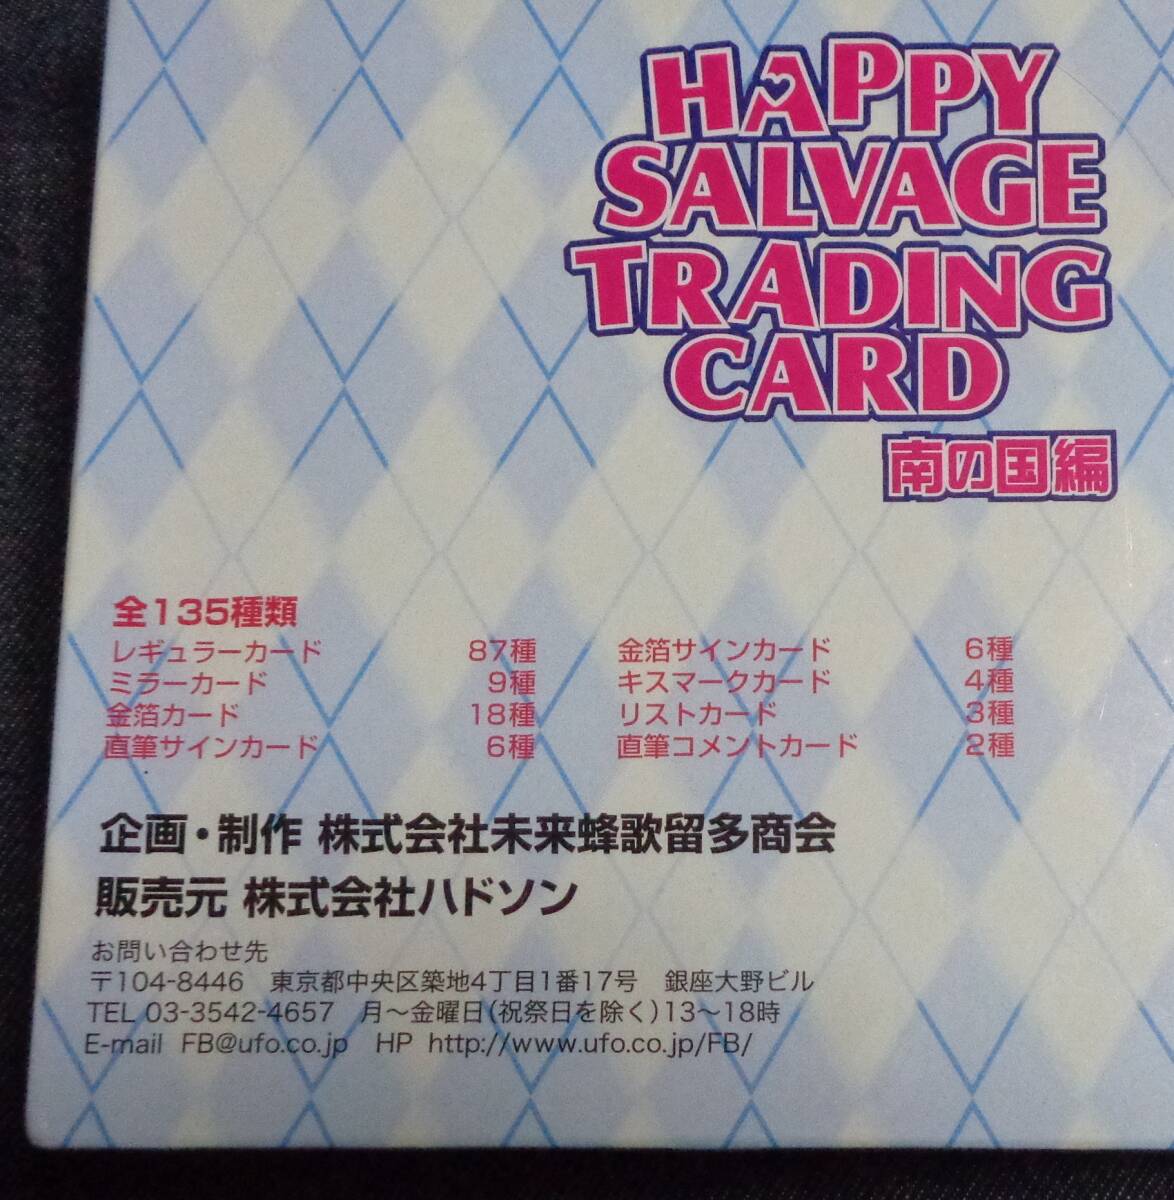 HAPPY
SALVAGE
TRADING
CARD
南の国編
全135種類
レギュラーカード 87種 金箔サインカード 6種
ミラーカード 9種 キスマークカード 4種
金箔カード 18種 リストカード 3種
直筆サインカード 6種 直筆コメントカード 2種
企画・制作 株式会社未来蜂歌留多商会
販売元 株式会社ハドソン
お問い合わせ先
〒104-8446 東京都中央区築地4丁目1番17号 銀座大野ビル
TEL 03-3542-4657 月〜金曜日(祝祭日を除く)13〜18時
E-mail FB@ufo.co.jp HP http://www.ufo.co.jp/FB/